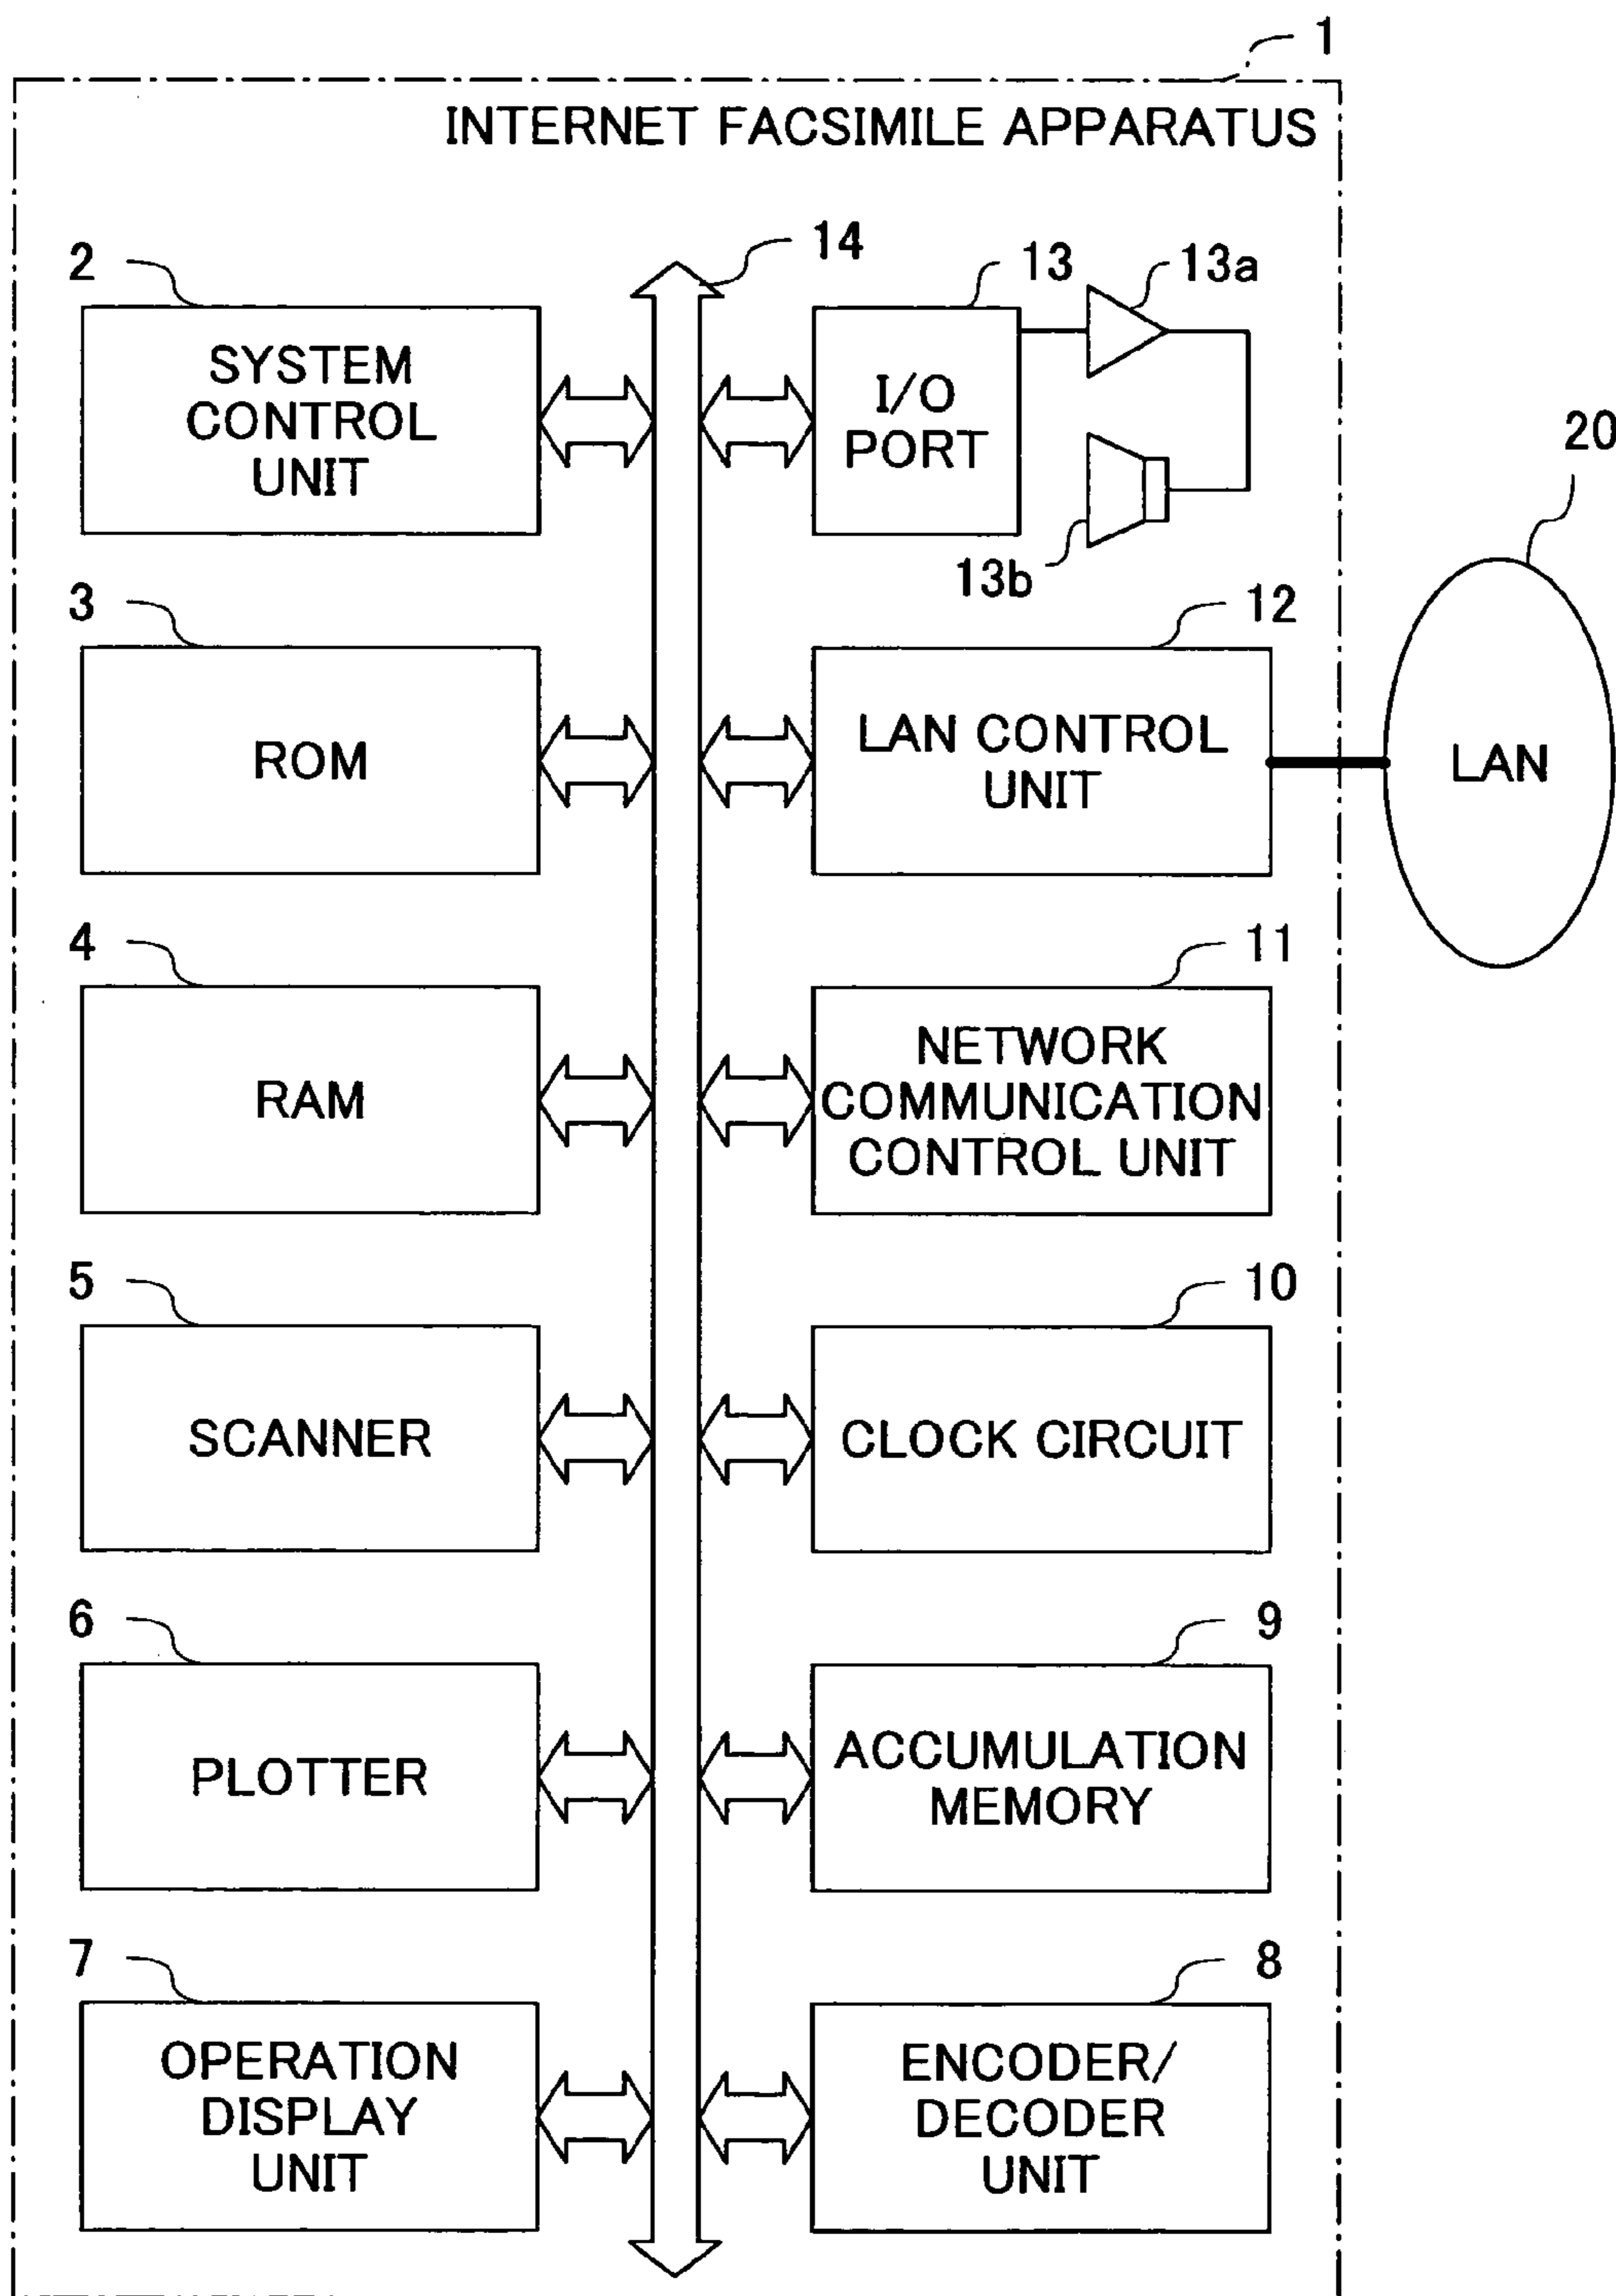 1
INTERNET FACSIMILE APPARATUS
2
14
13
13a
SYSTEM
CONTROL
UNIT
I/O
PORT
13b
20
3
12
ROM
LAN CONTROL
UNIT
LAN
4
11
RAM
NETWORK
COMMUNICATION
CONTROL UNIT
5
10
SCANNER
CLOCK CIRCUIT
6
9
PLOTTER
ACCUMULATION
MEMORY
7
8
OPERATION
DISPLAY
UNIT
ENCODER/
DECODER
UNIT